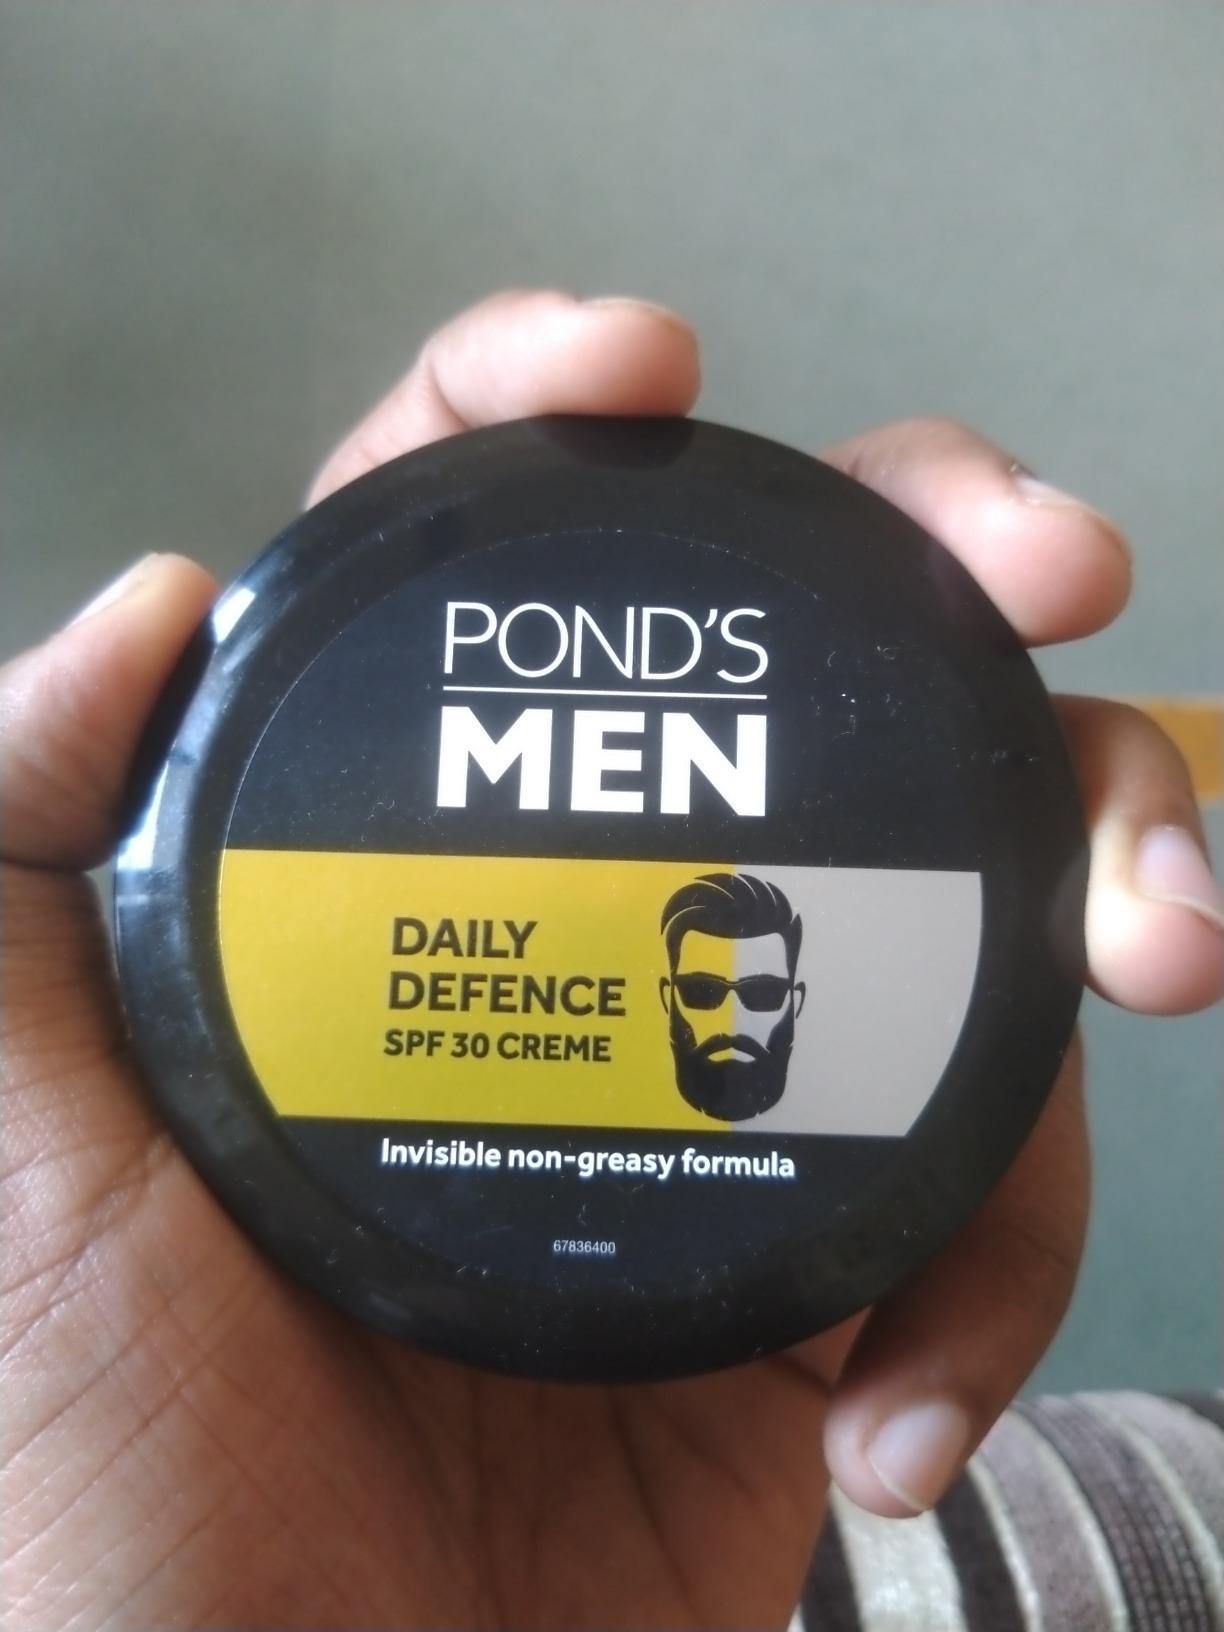 POND'S
MEN
DAILY
DEFENCE
SPF 30 CREME
Invisible non-greasy formula
67836400